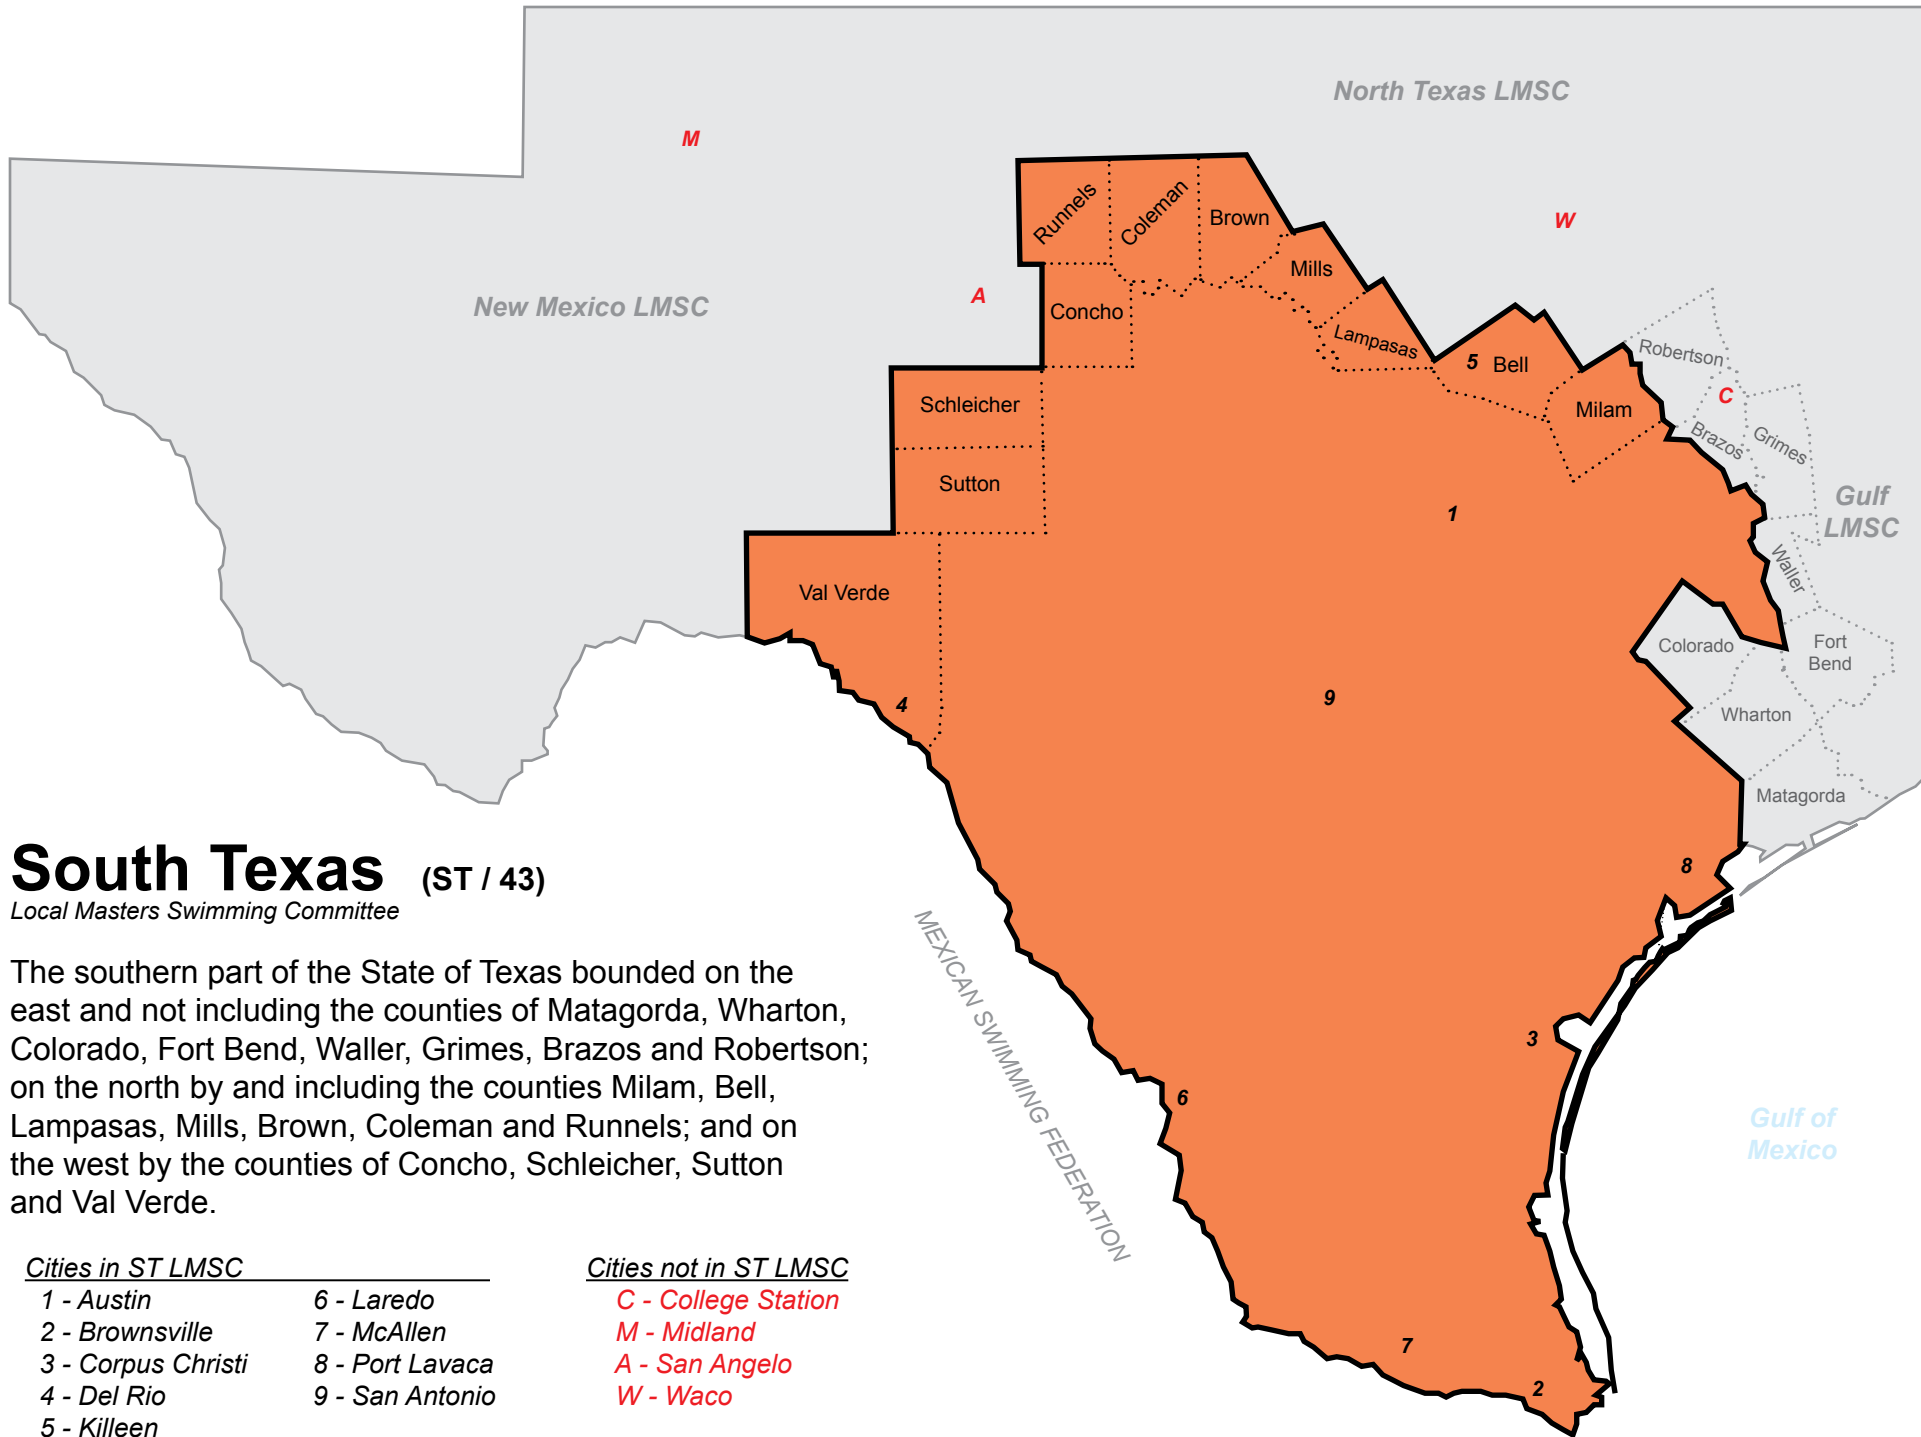 North Texas LMSC
M
W
Runnels
Coleman
Brown
Mills
New Mexico LMSC
A
Concho
Lampasas
5
Bell
Robertson
C
Schleicher
Milam
Brazos
Grimes
Sutton
1
Gulf
LMSC
Waller
Val Verde
Colorado
Fort
Bend
4
9
Wharton
Matagorda
South Texas (ST / 43)
Local Masters Swimming Committee
8
MEXICAN SWIMMING FEDERATION
The southern part of the State of Texas bounded on the
east and not including the counties of Matagorda, Wharton,
Colorado, Fort Bend, Waller, Grimes, Brazos and Robertson;
on the north by and including the counties Milam, Bell,
Lampasas, Mills, Brown, Coleman and Runnels; and on
the west by the counties of Concho, Schleicher, Sutton
and Val Verde.
3
6
Gulf of
Mexico
7
2
Cities in ST LMSC
1 - Austin
2 - Brownsville
3 - Corpus Christi
4 - Del Rio
5 - Killeen
6 - Laredo
7 - McAllen
8 - Port Lavaca
9 - San Antonio
Cities not in ST LMSC
C - College Station
M - Midland
A - San Angelo
W - Waco